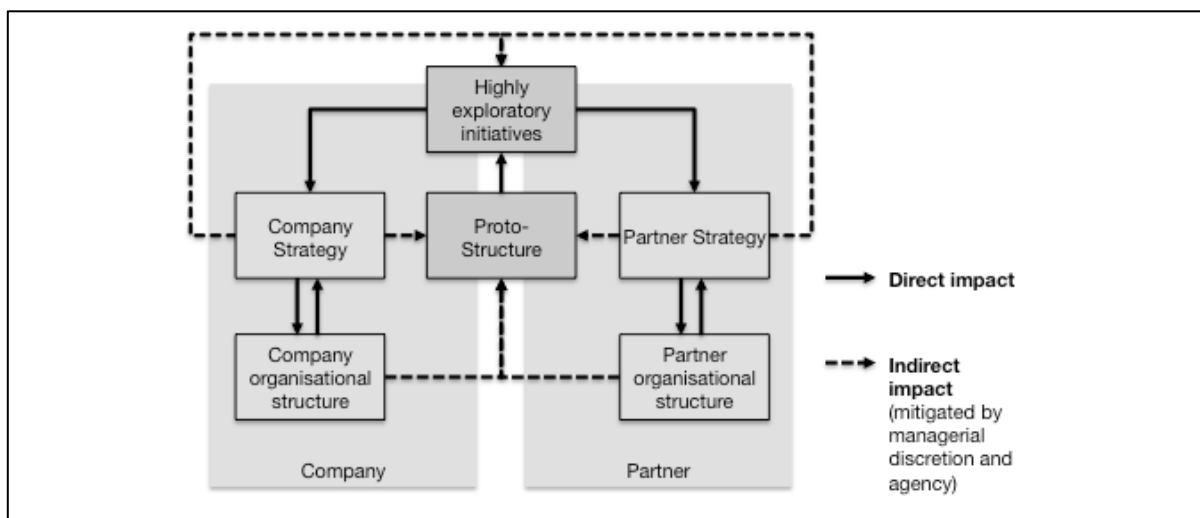 Highly
exploratory
initiatives
Company
Strategy
Proto-
Structure
Partner Strategy
Direct impact
Company
organisational
structure
Partner
organisational
structure
Indirect
impact
(mitigated by
managerial
discretion and
agency)
Company
Partner